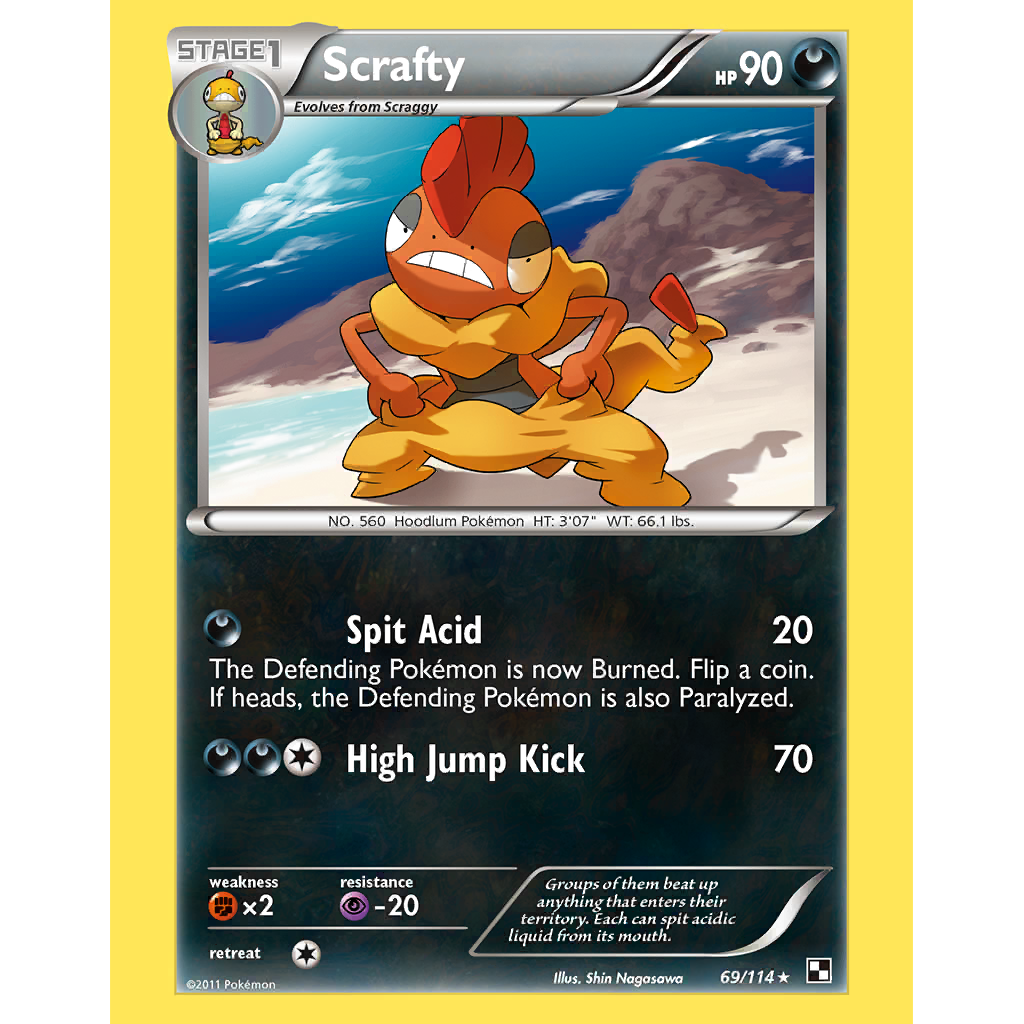 STAGE1
Scrafty
HP 90
Evolves from Scraggy
NO. 560 Hoodlum Pokémon HT: 3'07" WT: 66.1 lbs.
Spit Acid 20
The Defending Pokémon is now Burned. Flip a coin.
If heads, the Defending Pokémon is also Paralyzed.
High Jump Kick 70
weakness resistance
×2 -20
retreat
Groups of them beat up
anything that enters their
territory. Each can spit acidic
liquid from its mouth.
Illus. Shin Nagasawa 69/114 ★
©2011 Pokémon